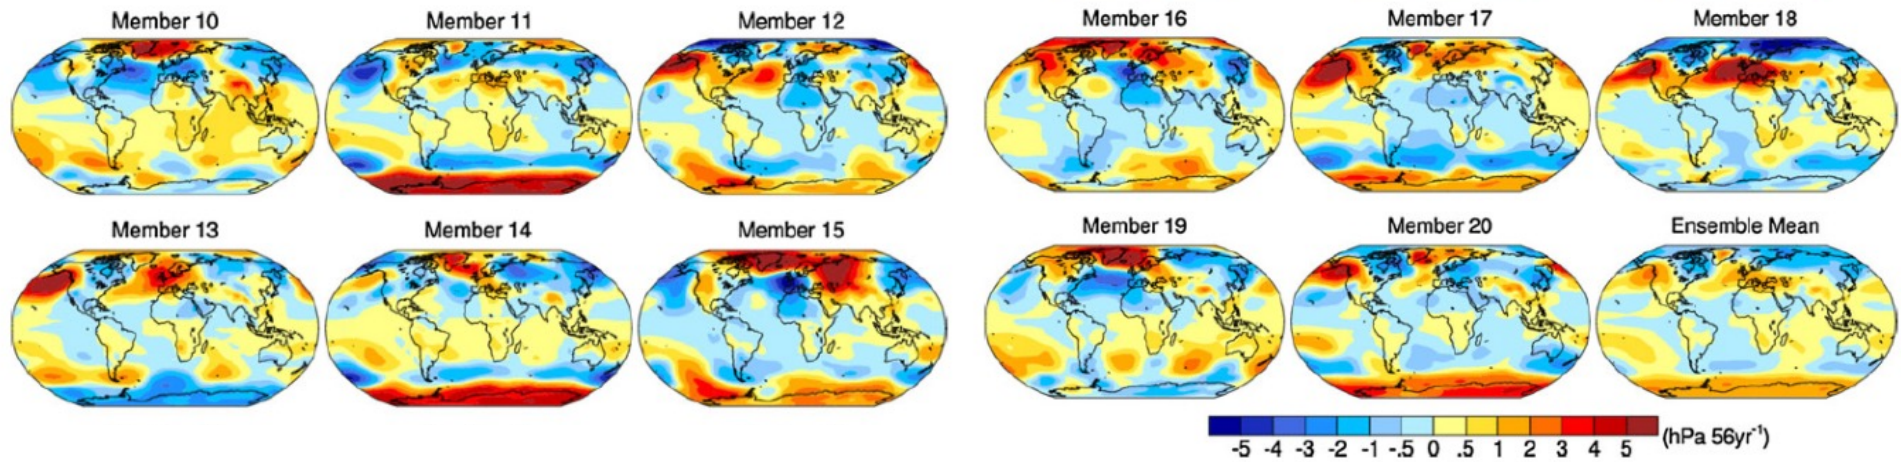 Member 10 Member 11 Member 12 Member 16 Member 17 Member 18
Member 13 Member 14 Member 15 Member 19 Member 20 Ensemble Mean
-5 -4 -3 -2 -1 -.5 0 .5 1 2 3 4 5 (hPa 56yr⁻¹)